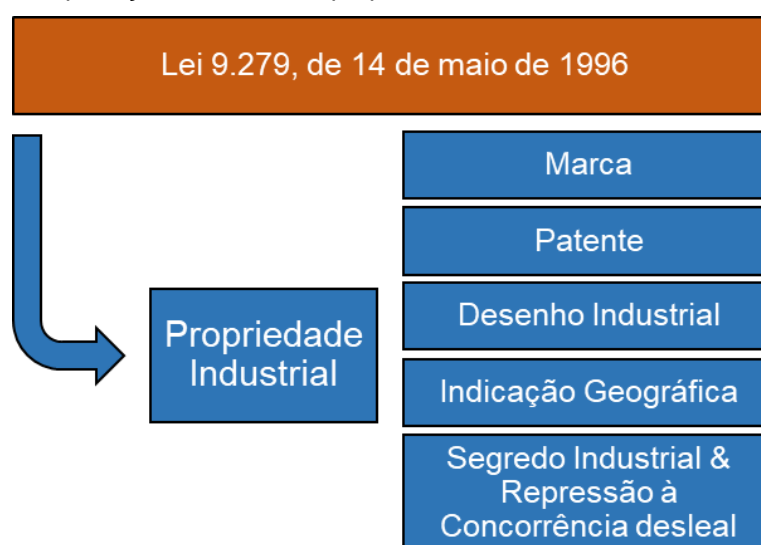 Lei 9.279, de 14 de maio de 1996
Marca
Patente
Desenho Industrial
Propriedade
Industrial
Indicação Geográfica
Segredo Industrial &
Repressão à
Concorrência desleal